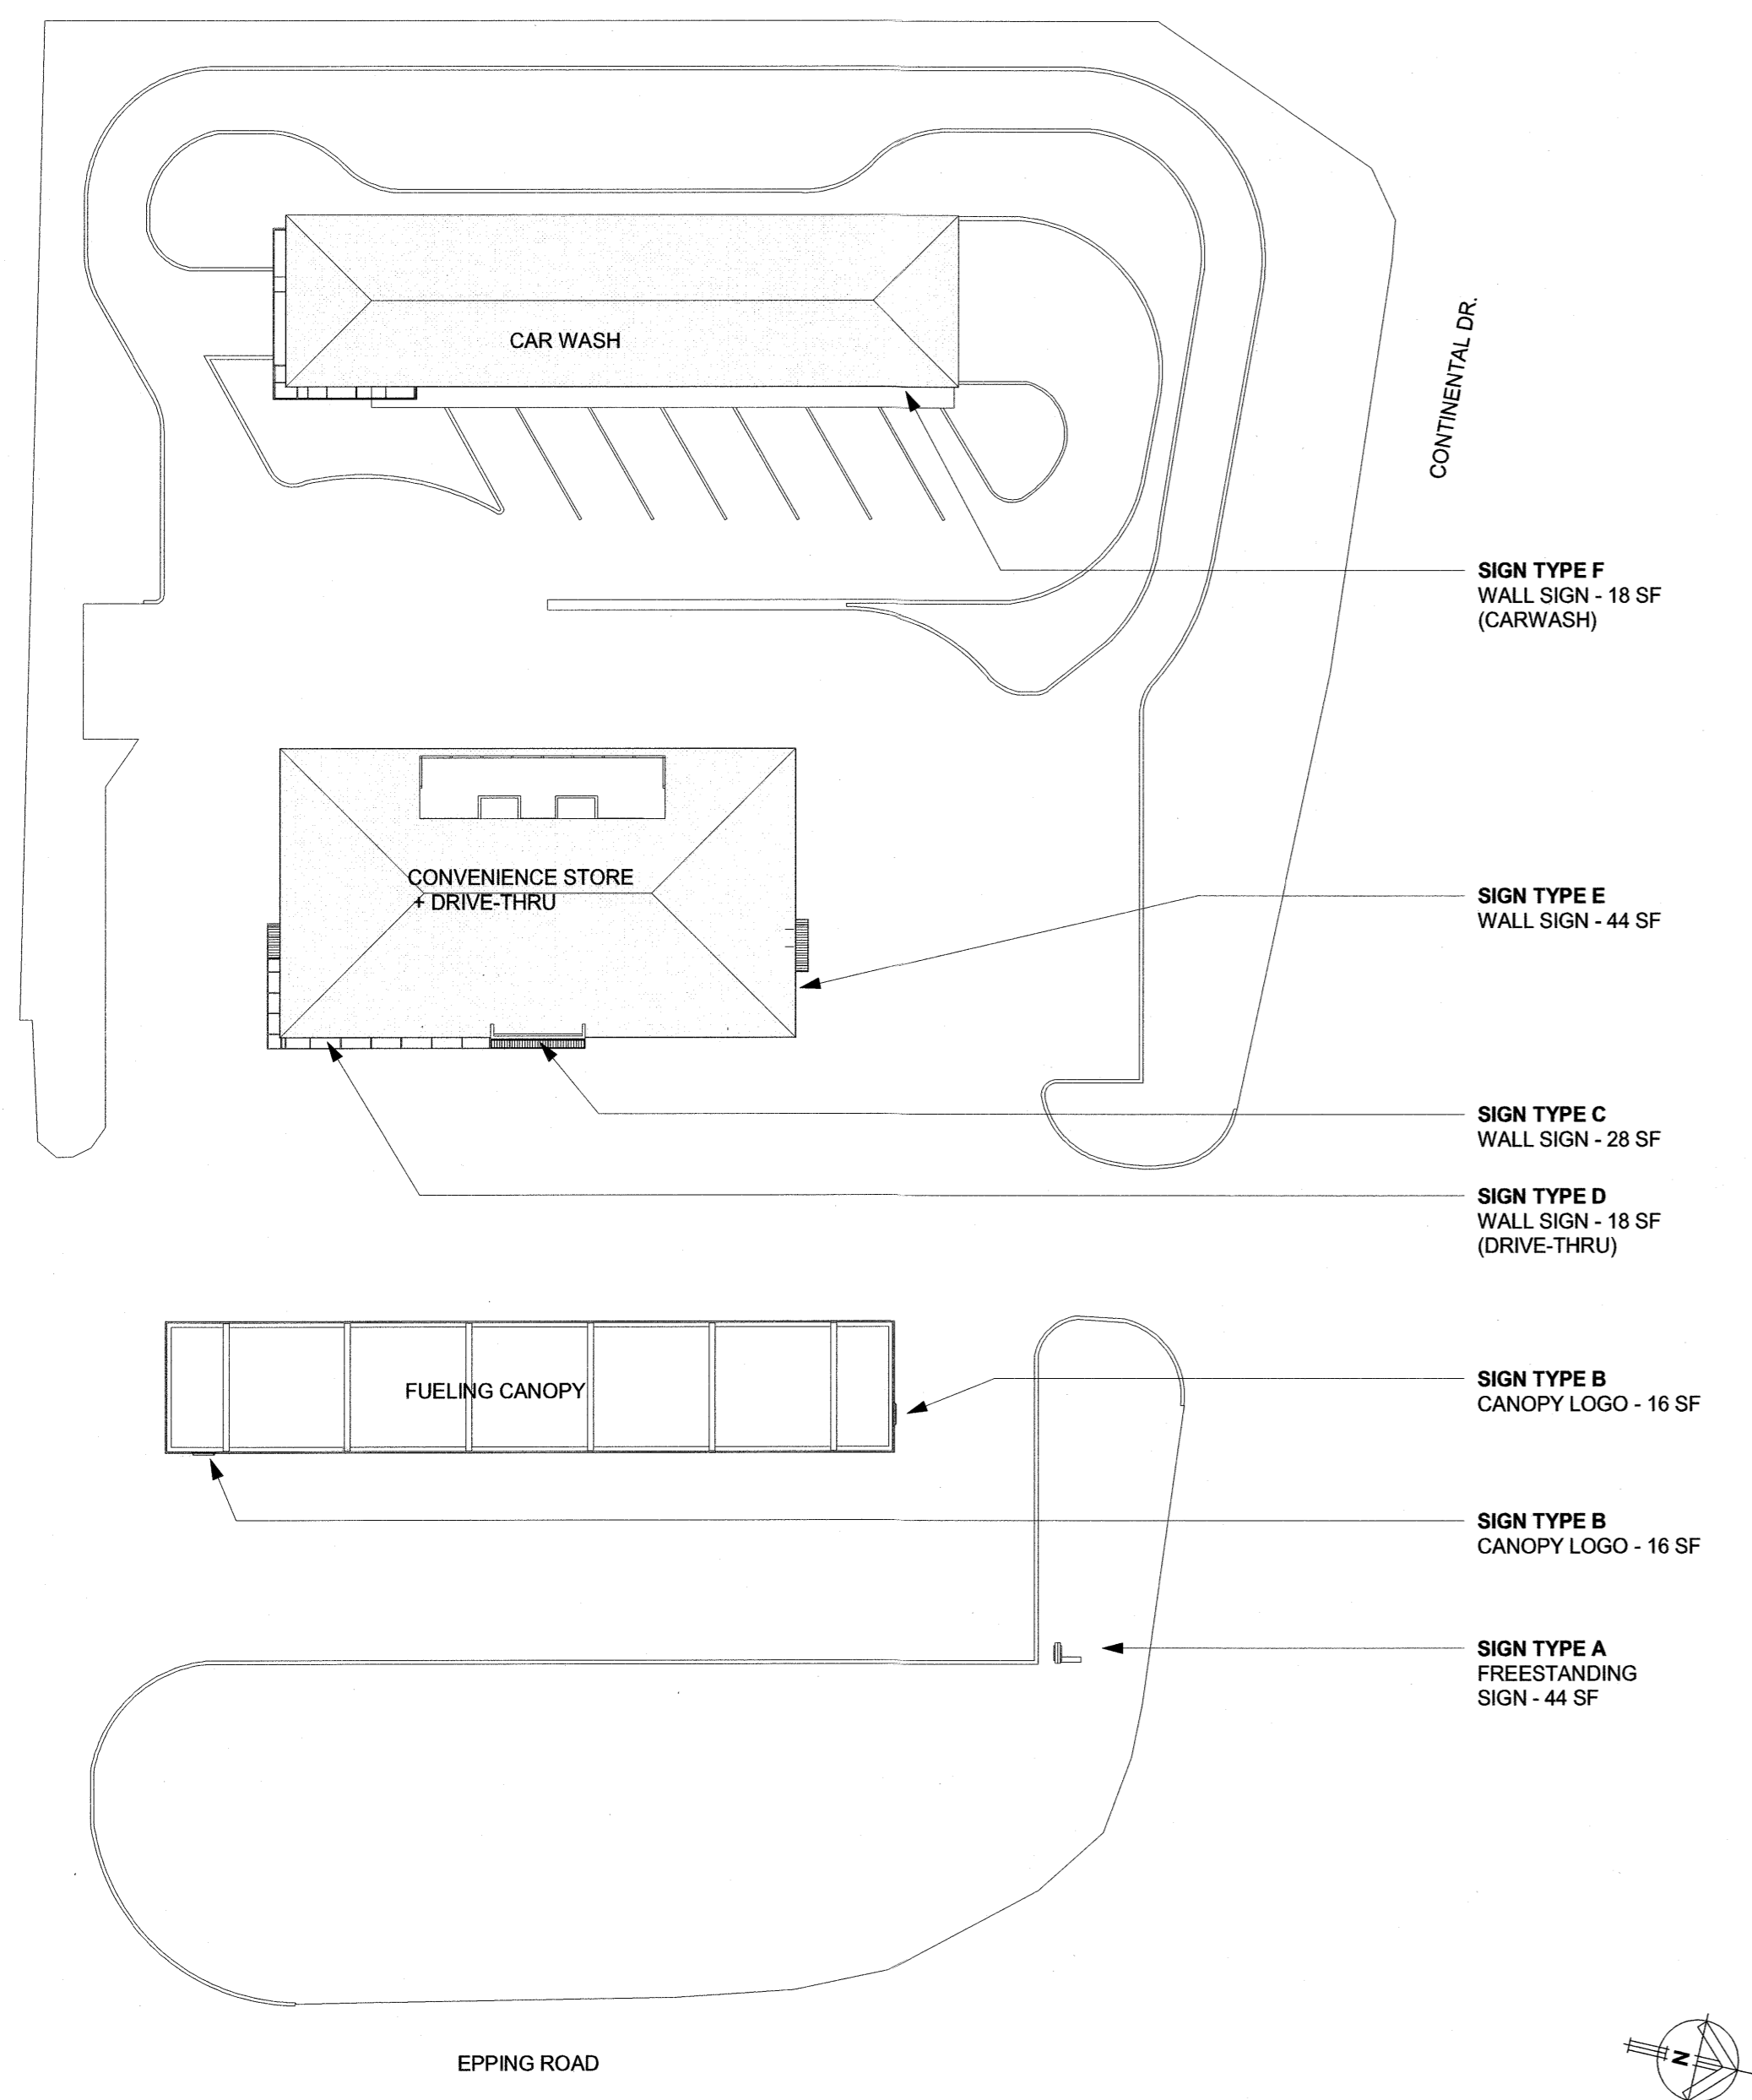 CAR WASH
CONTINENTAL DR.
SIGN TYPE F
WALL SIGN - 18 SF
(CARWASH)
CONVENIENCE STORE
+ DRIVE-THRU
SIGN TYPE E
WALL SIGN - 44 SF
SIGN TYPE C
WALL SIGN - 28 SF
SIGN TYPE D
WALL SIGN - 18 SF
(DRIVE-THRU)
FUELING CANOPY
SIGN TYPE B
CANOPY LOGO - 16 SF
SIGN TYPE B
CANOPY LOGO - 16 SF
SIGN TYPE A
FREESTANDING
SIGN - 44 SF
EPPING ROAD
N